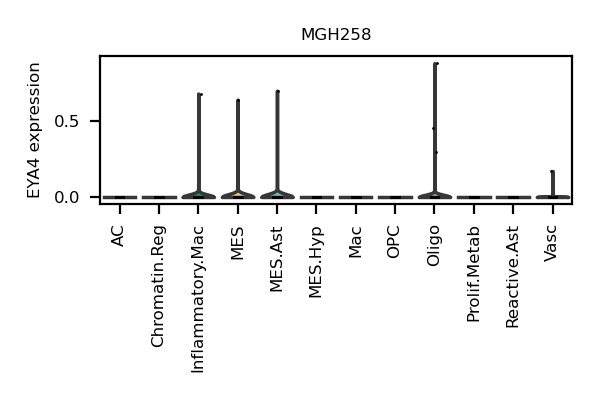 MGH258
EYA4 expression
0.5
0.0
AC
Chromatin.Reg
Inflammatory.Mac
MES
MES.Ast
MES.Hyp
Mac
OPC
Oligo
Prolif.Metab
Reactive.Ast
Vasc